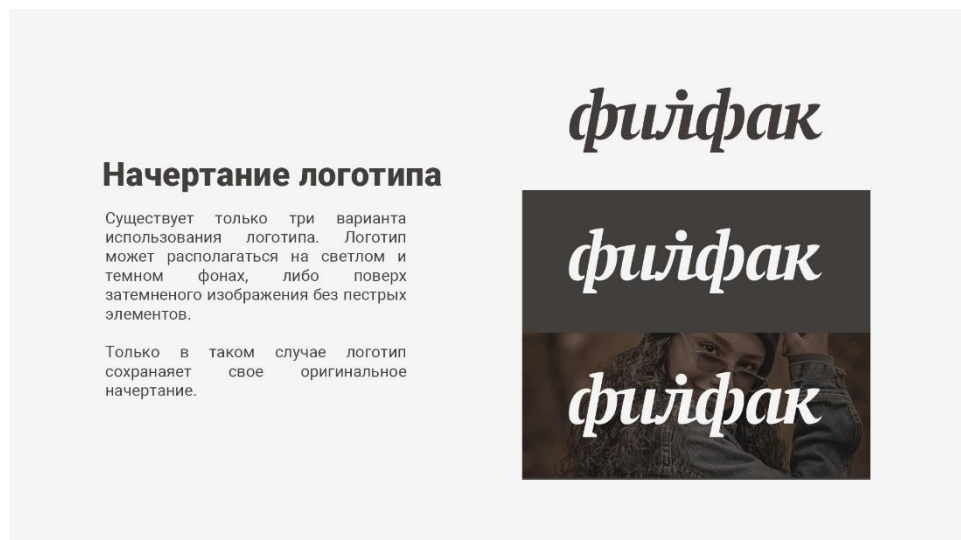 Начертание логотипа
Существует только три варианта
использования логотипа. Логотип
может располагаться на светлом и
темном фонах, либо поверх
затемненого изображения без пестрых
элементов.
Только в таком случае логотип
сохранаяет свое оригинальное
начертание.
филфак
филфак
филфак